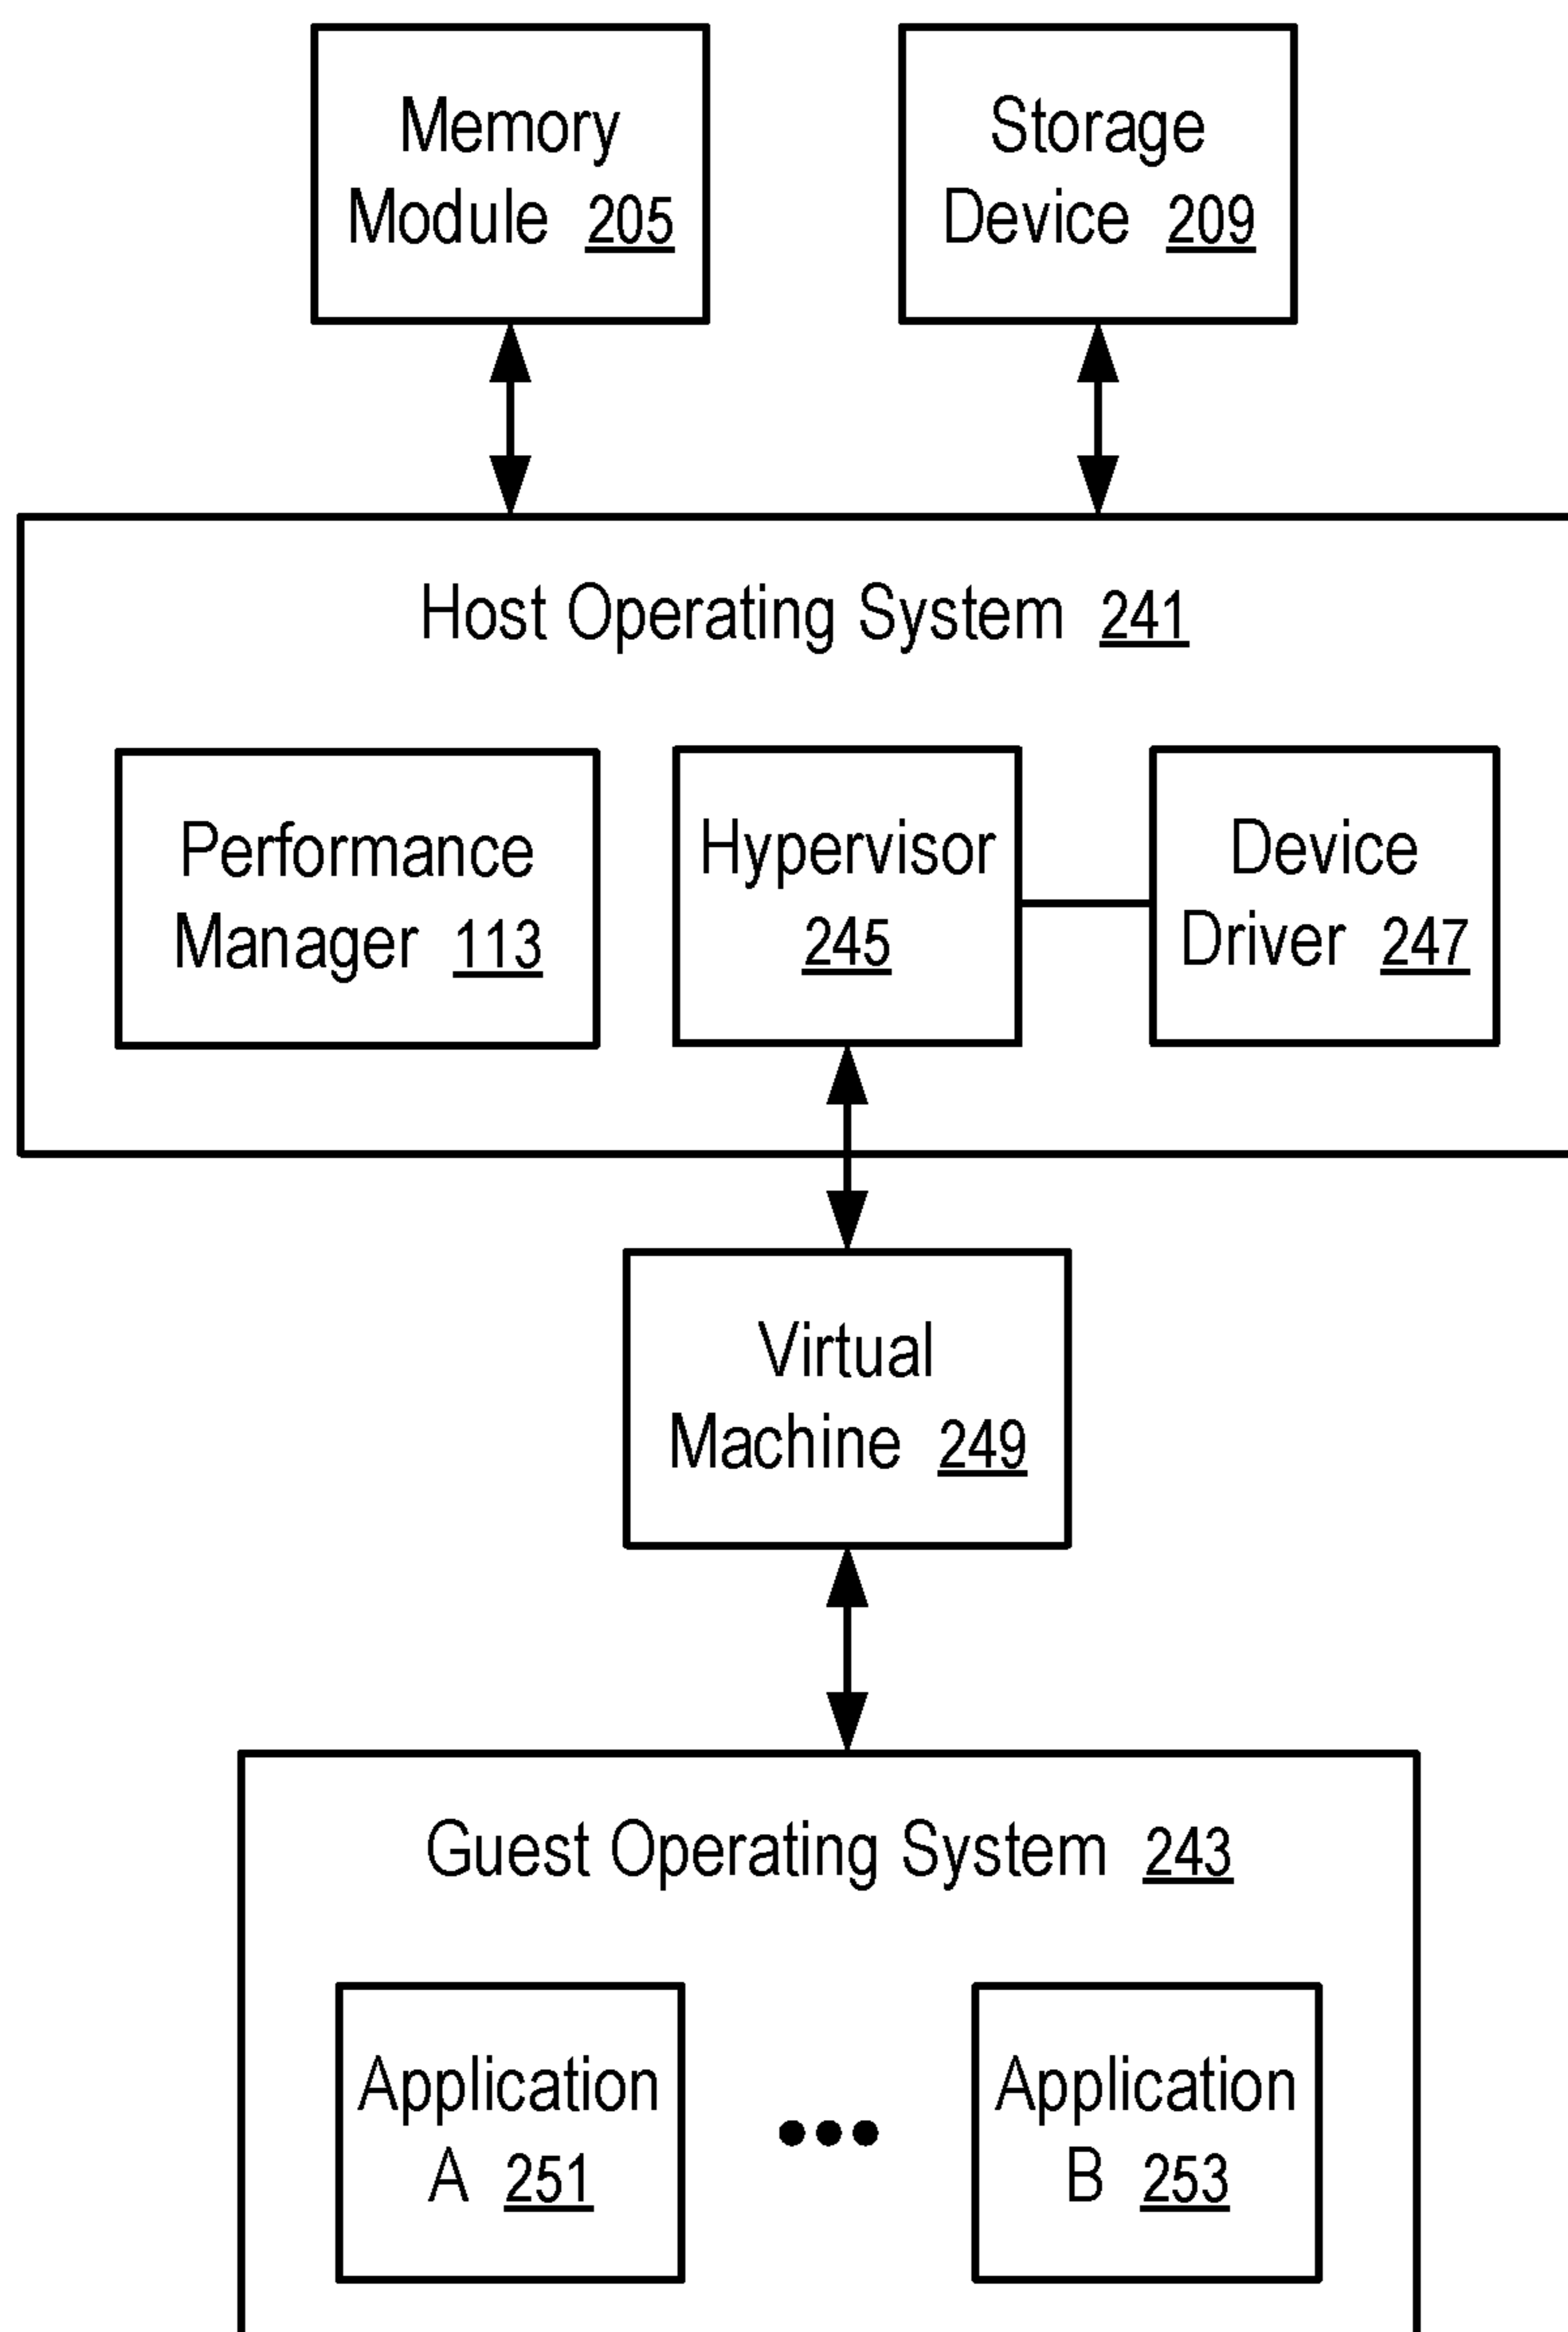 Memory
Module 205
Storage
Device 209
Host Operating System 241
Performance
Manager 113
Hypervisor
245
Device
Driver 247
Virtual
Machine 249
Guest Operating System 243
Application
A 251
Application
B 253